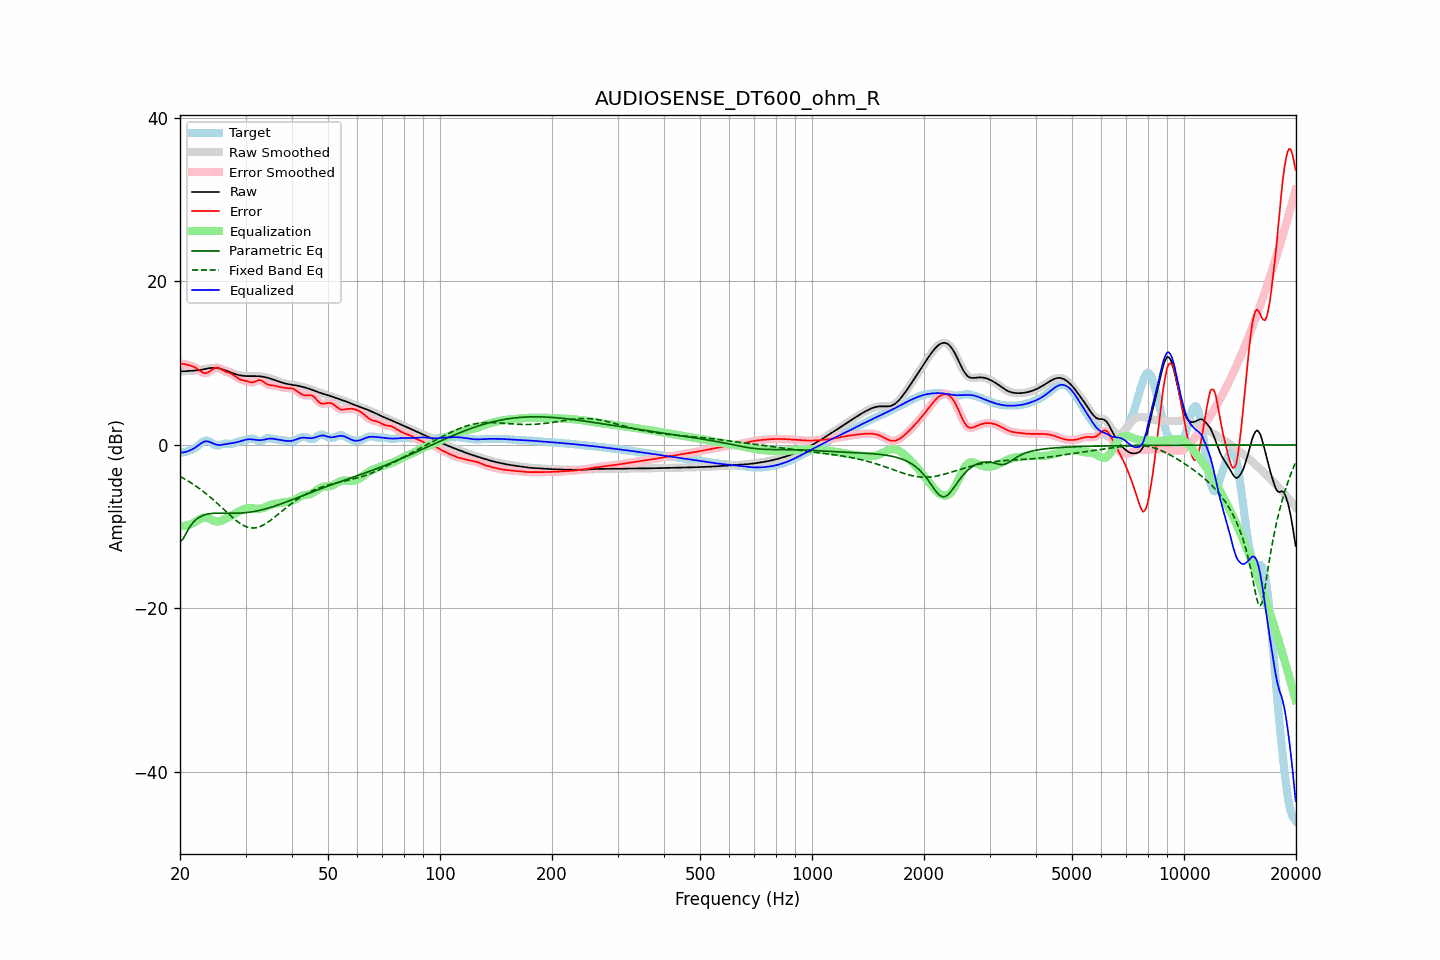 AUDIOSENSE_DT600_ohm_R
Target
Raw Smoothed
Error Smoothed
Raw
Error
Equalization
Parametric Eq
Fixed Band Eq
Equalized
40
20
0
−20
−40
Amplitude (dBr)
20 50 100 200 500 1000 2000 5000 10000 20000
Frequency (Hz)